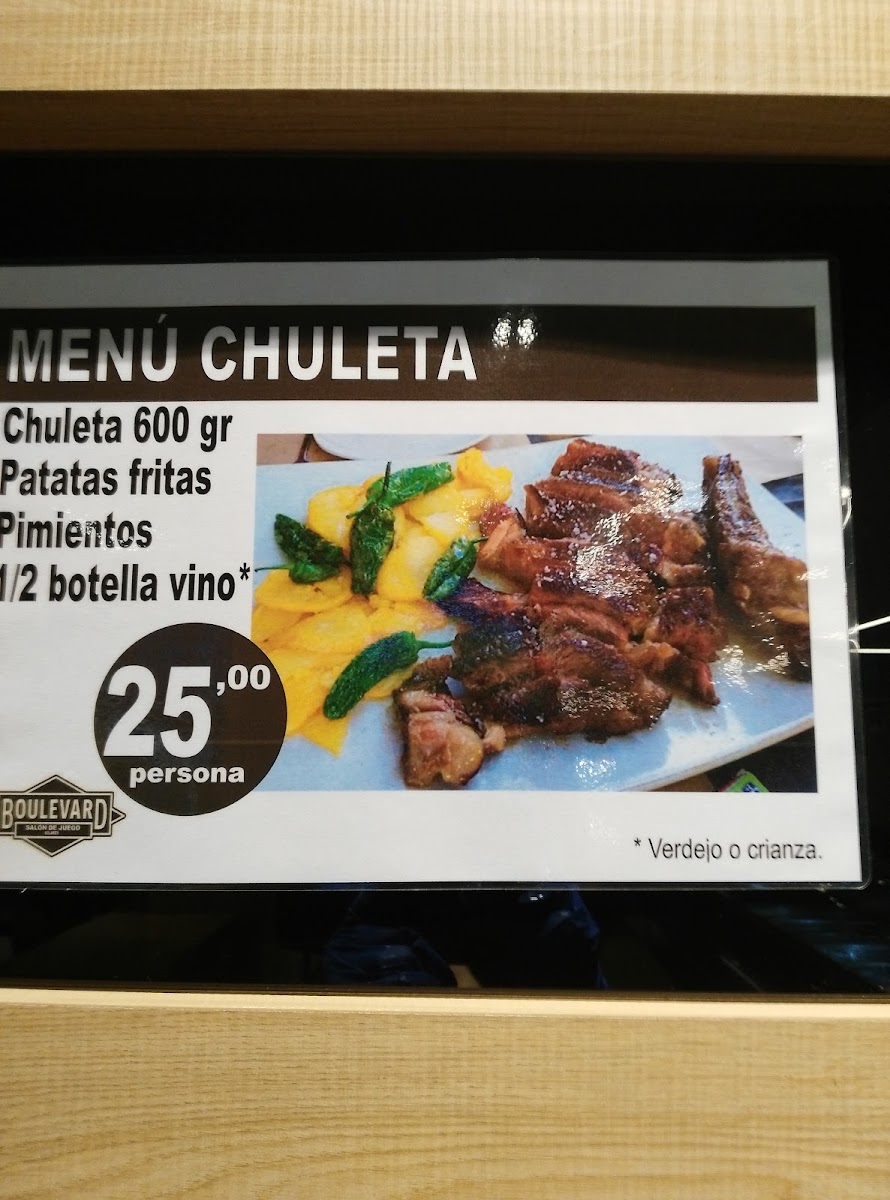 MENÚ CHULETA
Chuleta 600 gr
Patatas fritas
Pimientos
1/2 botella vino*
25,00
persona
BOULEVARD
SALÓN DE JUEGO
* Verdejo o crianza.